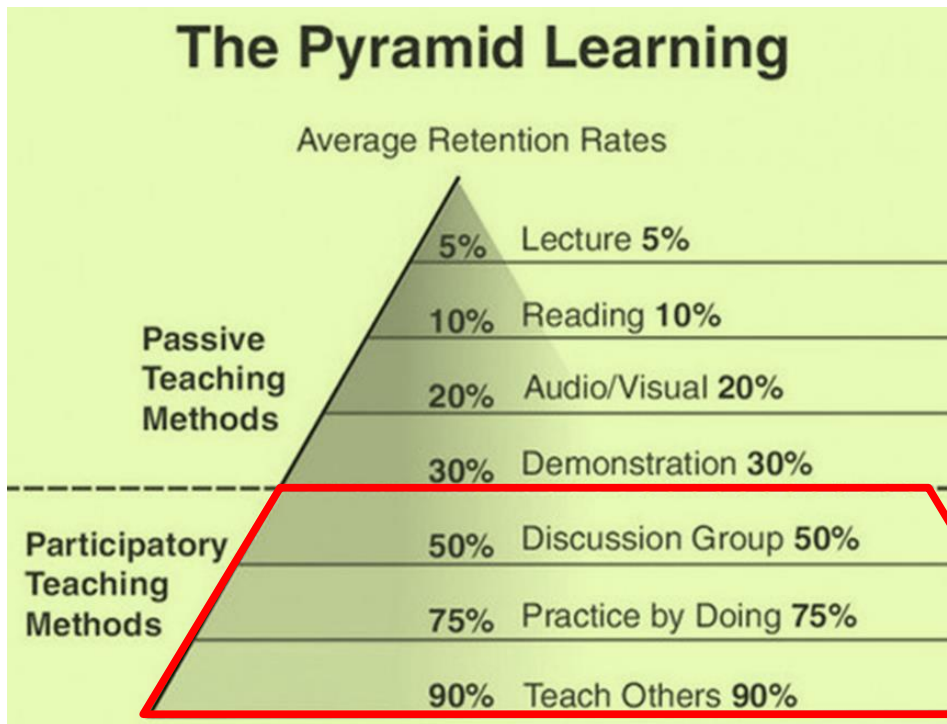 The Pyramid Learning
Average Retention Rates
5% Lecture 5%
10% Reading 10%
Passive
Teaching
Methods
20% Audio/Visual 20%
30% Demonstration 30%
Participatory
Teaching
Methods
50% Discussion Group 50%
75% Practice by Doing 75%
90% Teach Others 90%